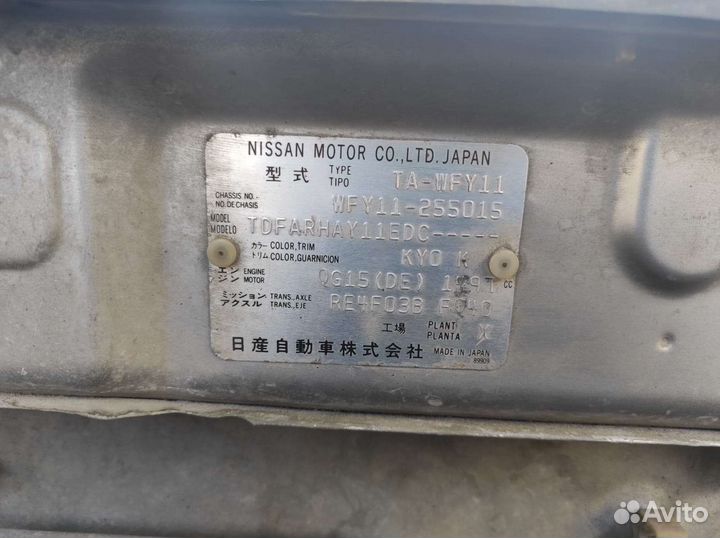 NISSAN MOTOR CO.,LTD. JAPAN
型式 TYPE TIPO TA-WFY11
CHASSIS NO.- NO.DE CHASIS WFY11-255015
MODEL MODELO TDFARHAY11EDC-----
カラー COLOR,TRIM トリム COLOR,GUARNICION KY0 K
エンジン ENGINE MOTOR QG15(DE) CC
ミッション TRANS.,AXLE アクスル TRANS.,EJE RE4F03B
工場 PLANT PLANTA X
日産自動車株式会社 MADE IN JAPAN
89909
Avito